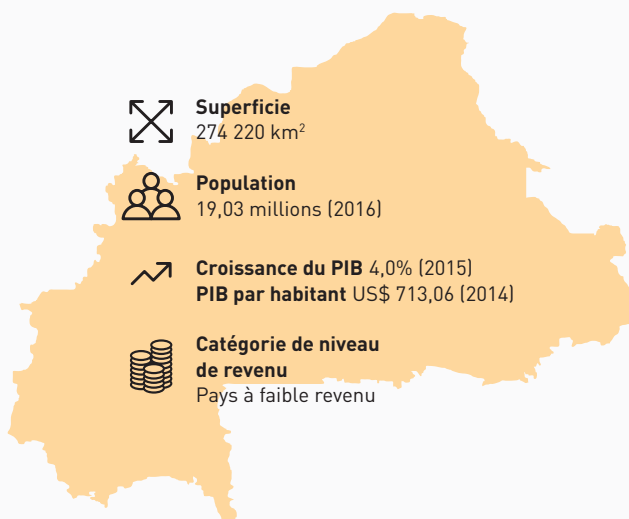 Superficie
274 220 km²
Population
19,03 millions (2016)
Croissance du PIB 4,0% (2015)
PIB par habitant US$ 713,06 (2014)
Catégorie de niveau
de revenu
Pays à faible revenu